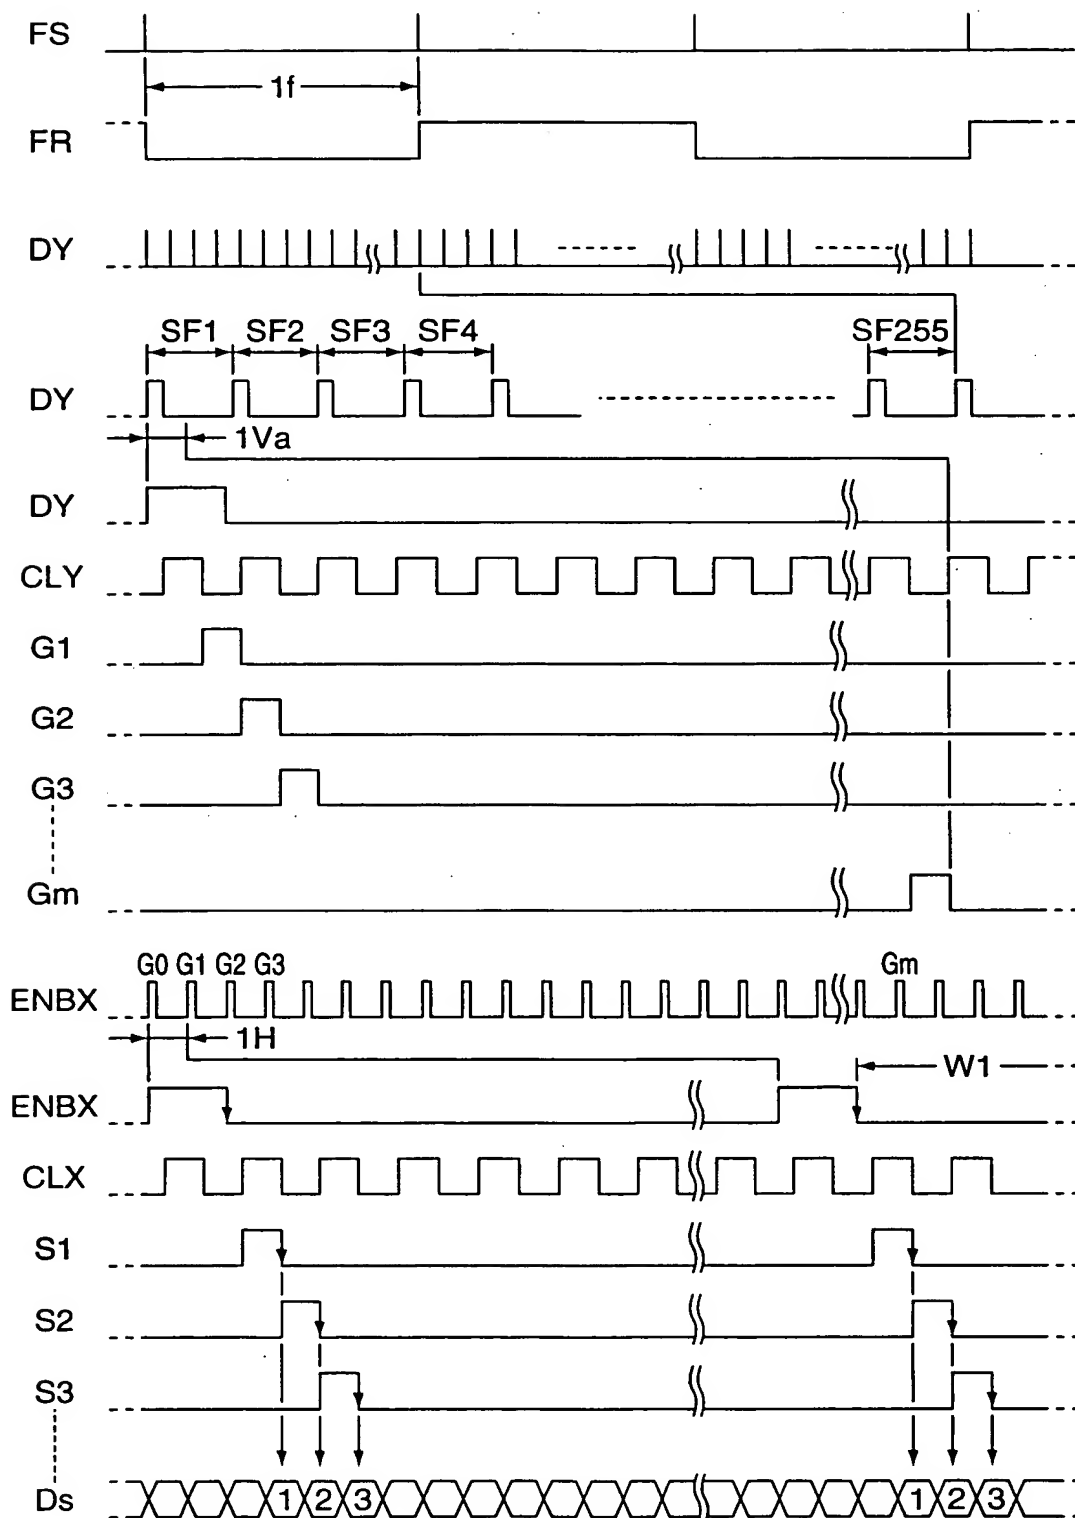 FS
1f
FR
DY
SF1 SF2 SF3 SF4 SF255
DY
1Va
DY
CLY
G1
G2
G3
Gm
G0 G1 G2 G3 Gm
ENBX
1H W1
ENBX
CLX
S1
S2
S3
Ds 1 2 3 1 2 3